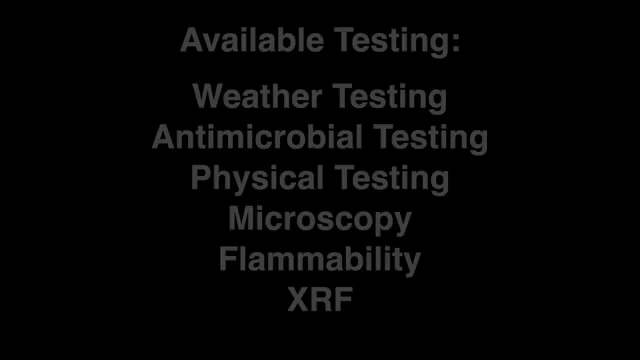 Available Testing:
Weather Testing
Antimicrobial Testing
Physical Testing
Microscopy
Flammability
XRF